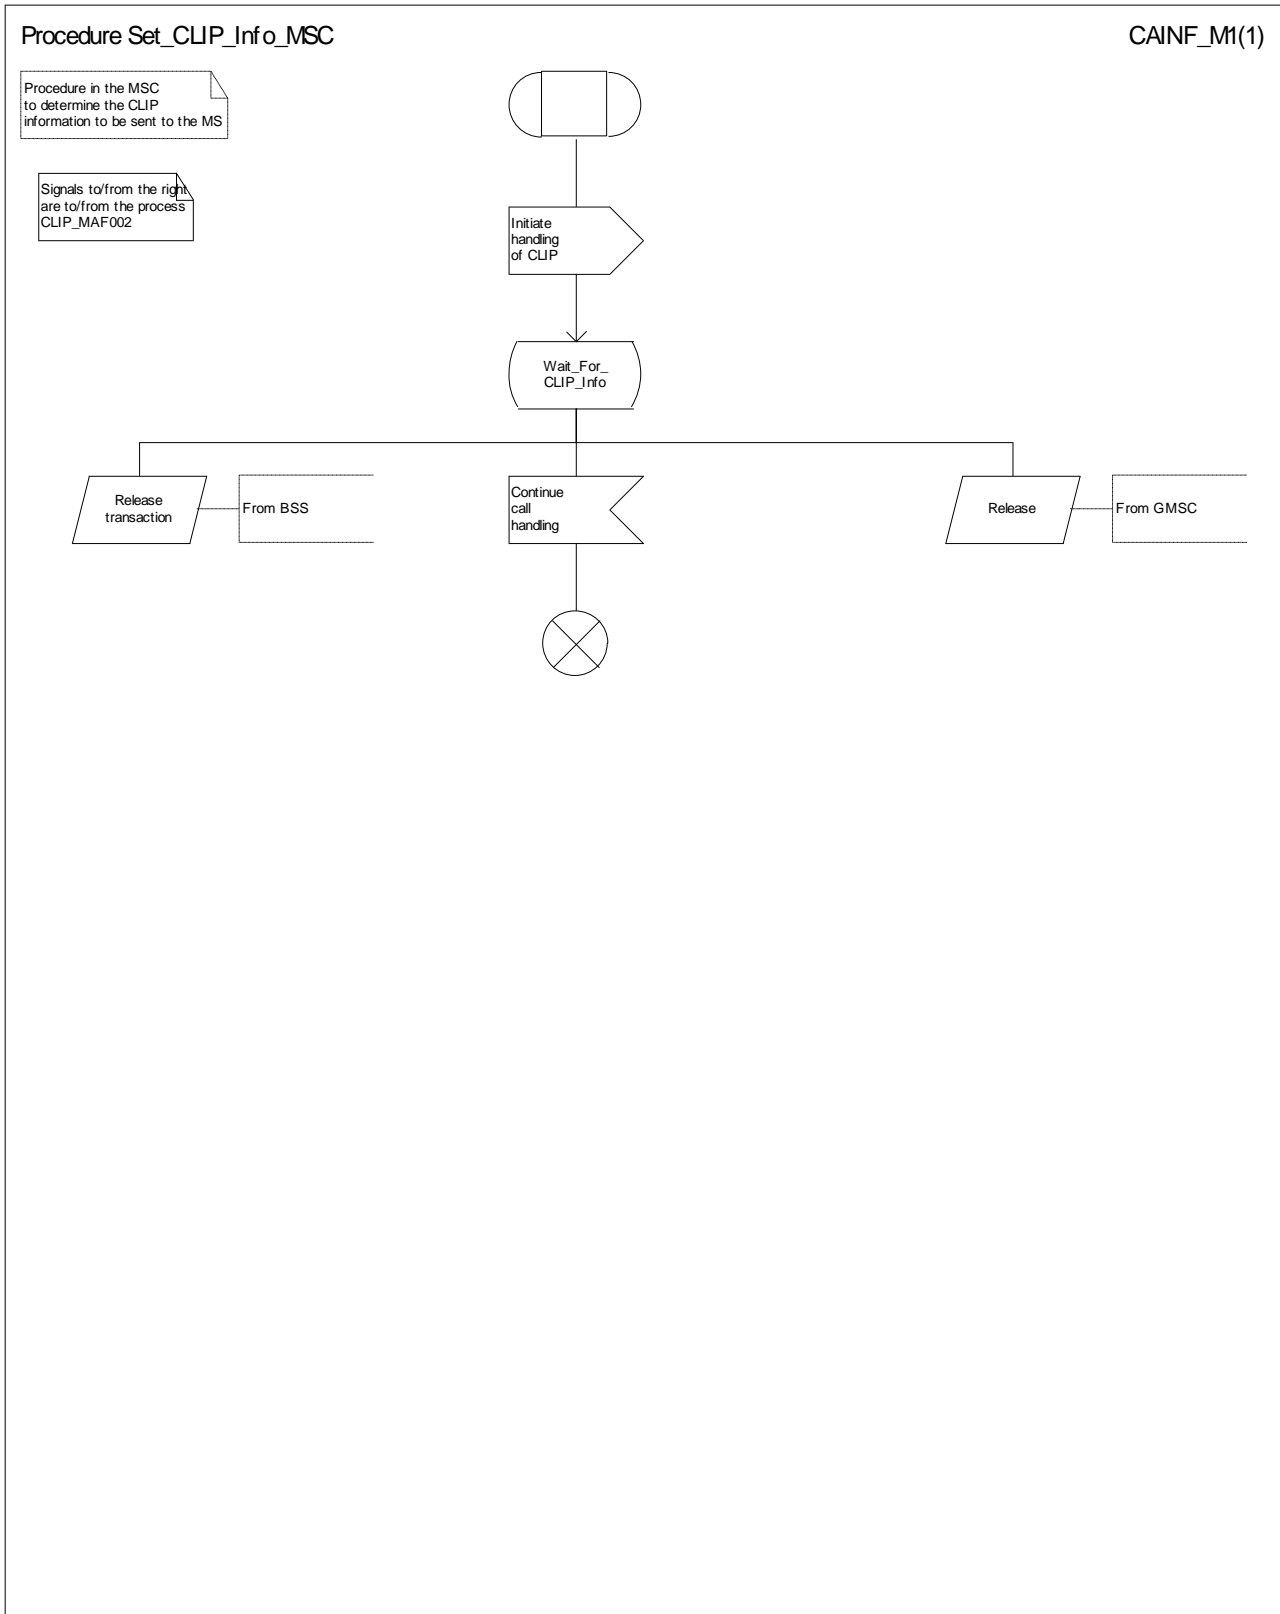 Procedure Set_CLIP_Info_MSC
CAINF_M1(1)
Procedure in the MSC
to determine the CLIP
information to be sent to the MS
Signals to/from the right
are to/from the process
CLIP_MAF002
Initiate
handling
of CLIP
Wait_For_
CLIP_Info
Release
transaction
From BSS
Continue
call
handling
Release
From GMSC